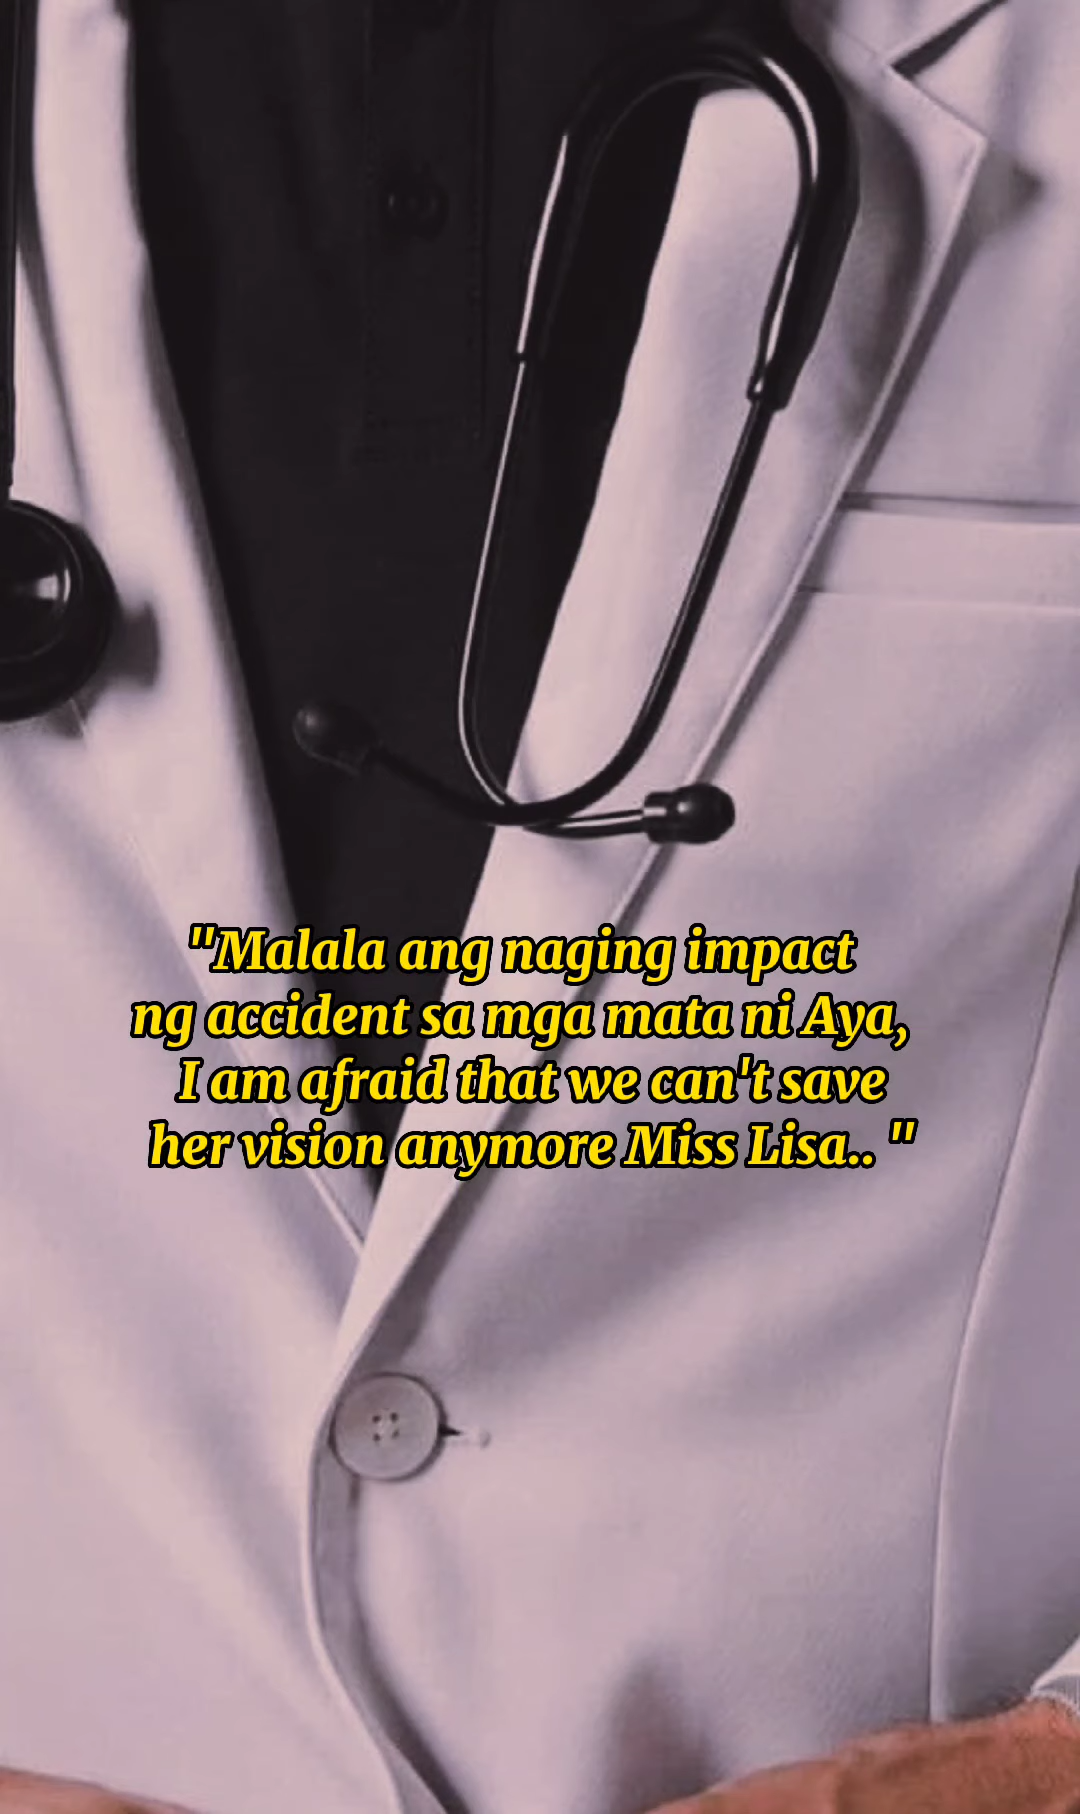 "Malala ang naging impact
ng accident sa mga mata ni Aya,
I am afraid that we can't save
her vision anymore Miss Lisa.. "